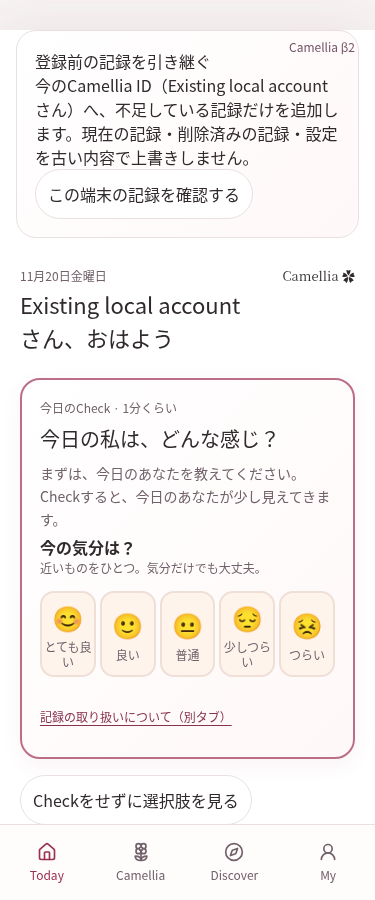 Camellia β2
登録前の記録を引き継ぐ
今のCamellia ID（Existing local account
さん）へ、不足している記録だけを追加し
ます。現在の記録・削除済みの記録・設定
を古い内容で上書きしません。
この端末の記録を確認する
11月20日金曜日
Camellia
Existing local account
さん、おはよう
今日のCheck · 1分くらい
今日の私は、どんな感じ？
まずは、今日のあなたを教えてください。
Checkすると、今日のあなたが少し見えてきま
す。
今の気分は？
近いものをひとつ。気分だけでも大丈夫。
とても良
い
良い
普通
少しつら
い
つらい
記録の取り扱いについて（別タブ）
Checkをせずに選択肢を見る
Today
Camellia
Discover
My